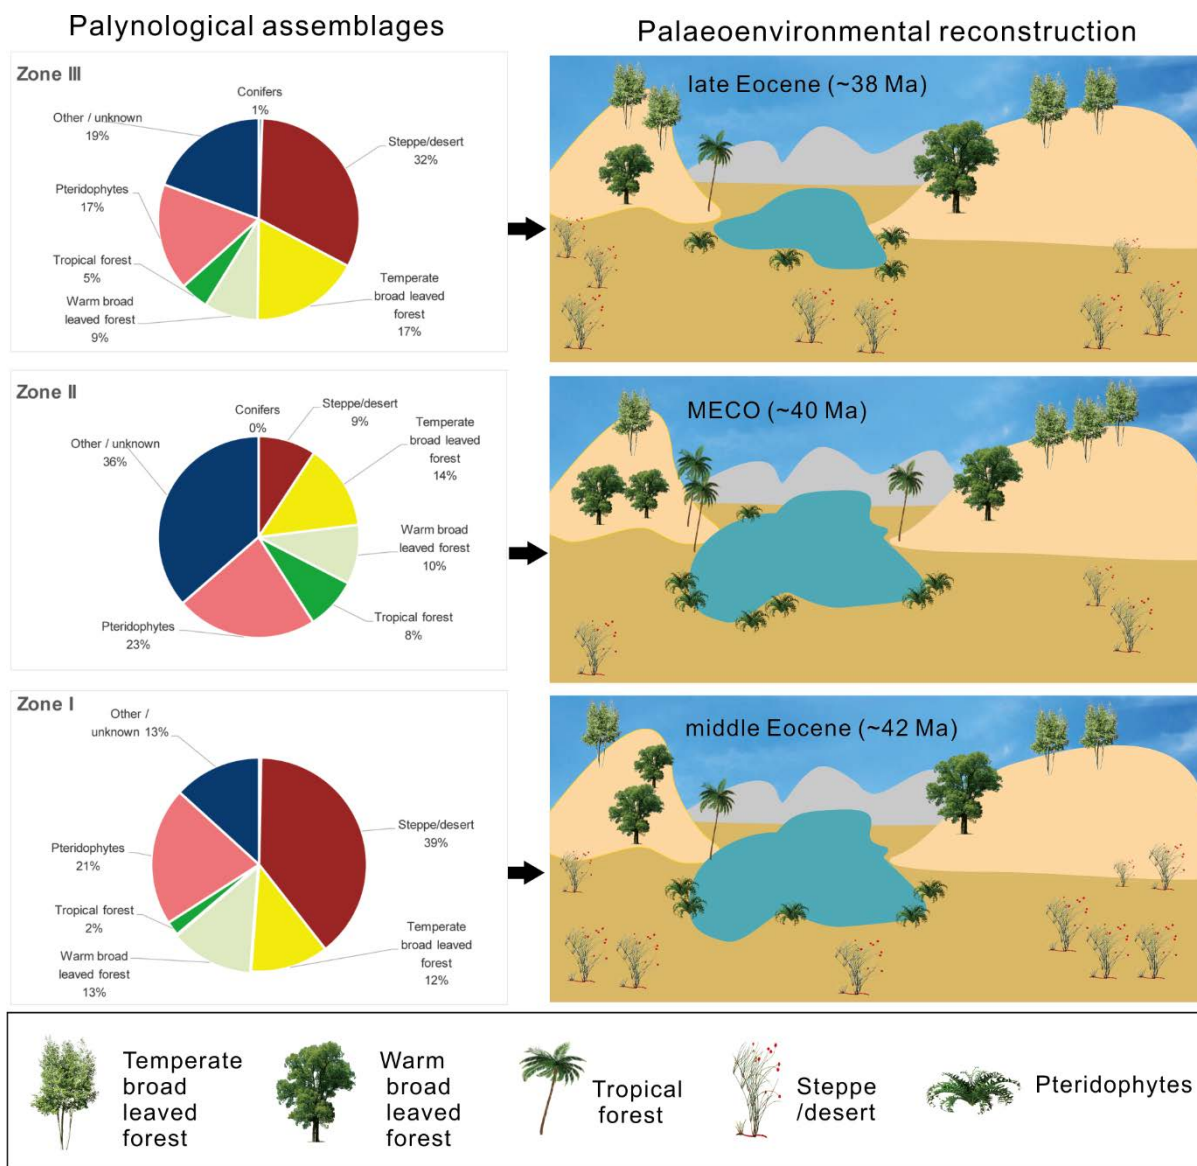 Palynological assemblages
Palaeoenvironmental reconstruction
Zone III
Conifers
1%
Other / unknown
19%
Steppe/desert
32%
Pteridophytes
17%
Tropical forest
5%
Warm broad
leaved forest
9%
Temperate
broad leaved
forest
17%
late Eocene (~38 Ma)
Zone II
Conifers
0%
Steppe/desert
9%
Other / unknown
36%
Temperate
broad leaved
forest
14%
Warm broad
leaved forest
10%
Tropical forest
8%
Pteridophytes
23%
MECO (~40 Ma)
Zone I
Other /
unknown 13%
Steppe/desert
39%
Pteridophytes
21%
Tropical forest
2%
Warm broad
leaved forest
13%
Temperate
broad leaved
forest
12%
middle Eocene (~42 Ma)
Temperate
broad
leaved
forest
Warm
broad
leaved
forest
Tropical
forest
Steppe
/desert
Pteridophytes